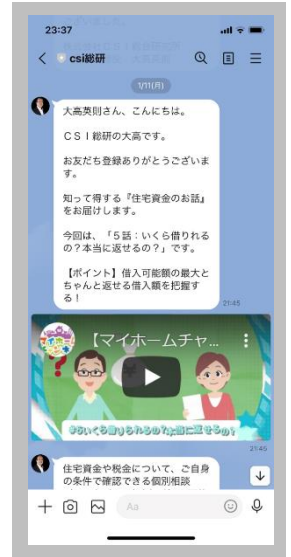 23:37
csi総研
1/11(月)
大高英則さん、こんにちは。
CSI総研の大高です。
お友だち登録ありがとうございま
す。
知って得する『住宅資金のお話』
をお届けします。
今回は、「5話：いくら借りれる
の？本当に返せるの？」です。
【ポイント】借入可能額の最大と
ちゃんと返せる借入額を把握す
る！
21:45
【マイホームチャ...
#5いくら借りられるの?本当に返せるの?
21:45
住宅資金や税金について、ご自身
の条件で確認できる個別相談
Aa